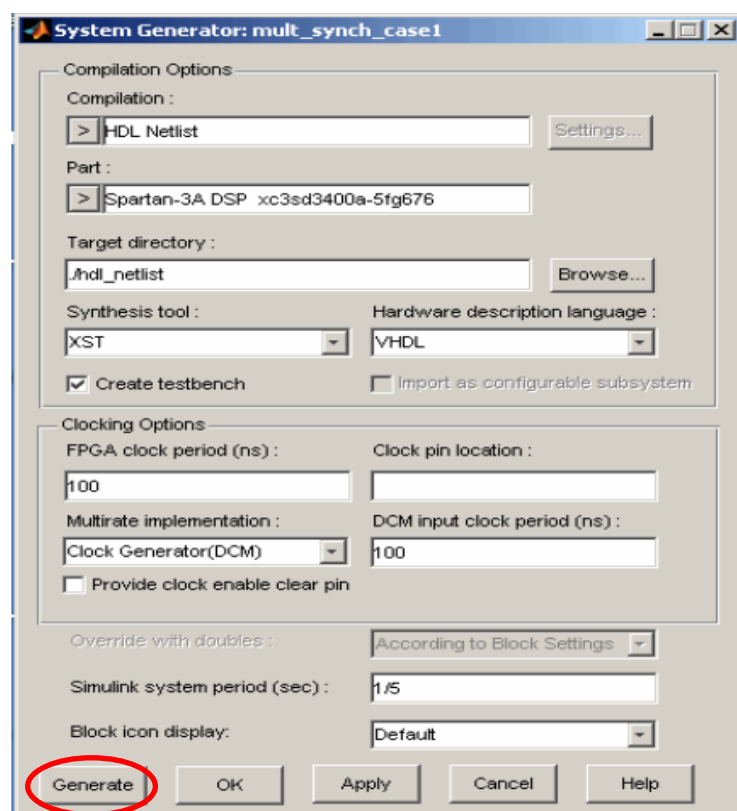 System Generator: mult_synch_case1
Compilation Options
Compilation :
> HDL Netlist Settings...
Part :
> Spartan-3A DSP xc3sd3400a-5fg676
Target directory :
./hdl_netlist Browse...
Synthesis tool : Hardware description language :
XST VHDL
Create testbench Import as configurable subsystem
Clocking Options
FPGA clock period (ns) : Clock pin location :
100
Multirate implementation : DCM input clock period (ns) :
Clock Generator(DCM) 100
Provide clock enable clear pin
Override with doubles : According to Block Settings
Simulink system period (sec) : 1/5
Block icon display: Default
Generate OK Apply Cancel Help